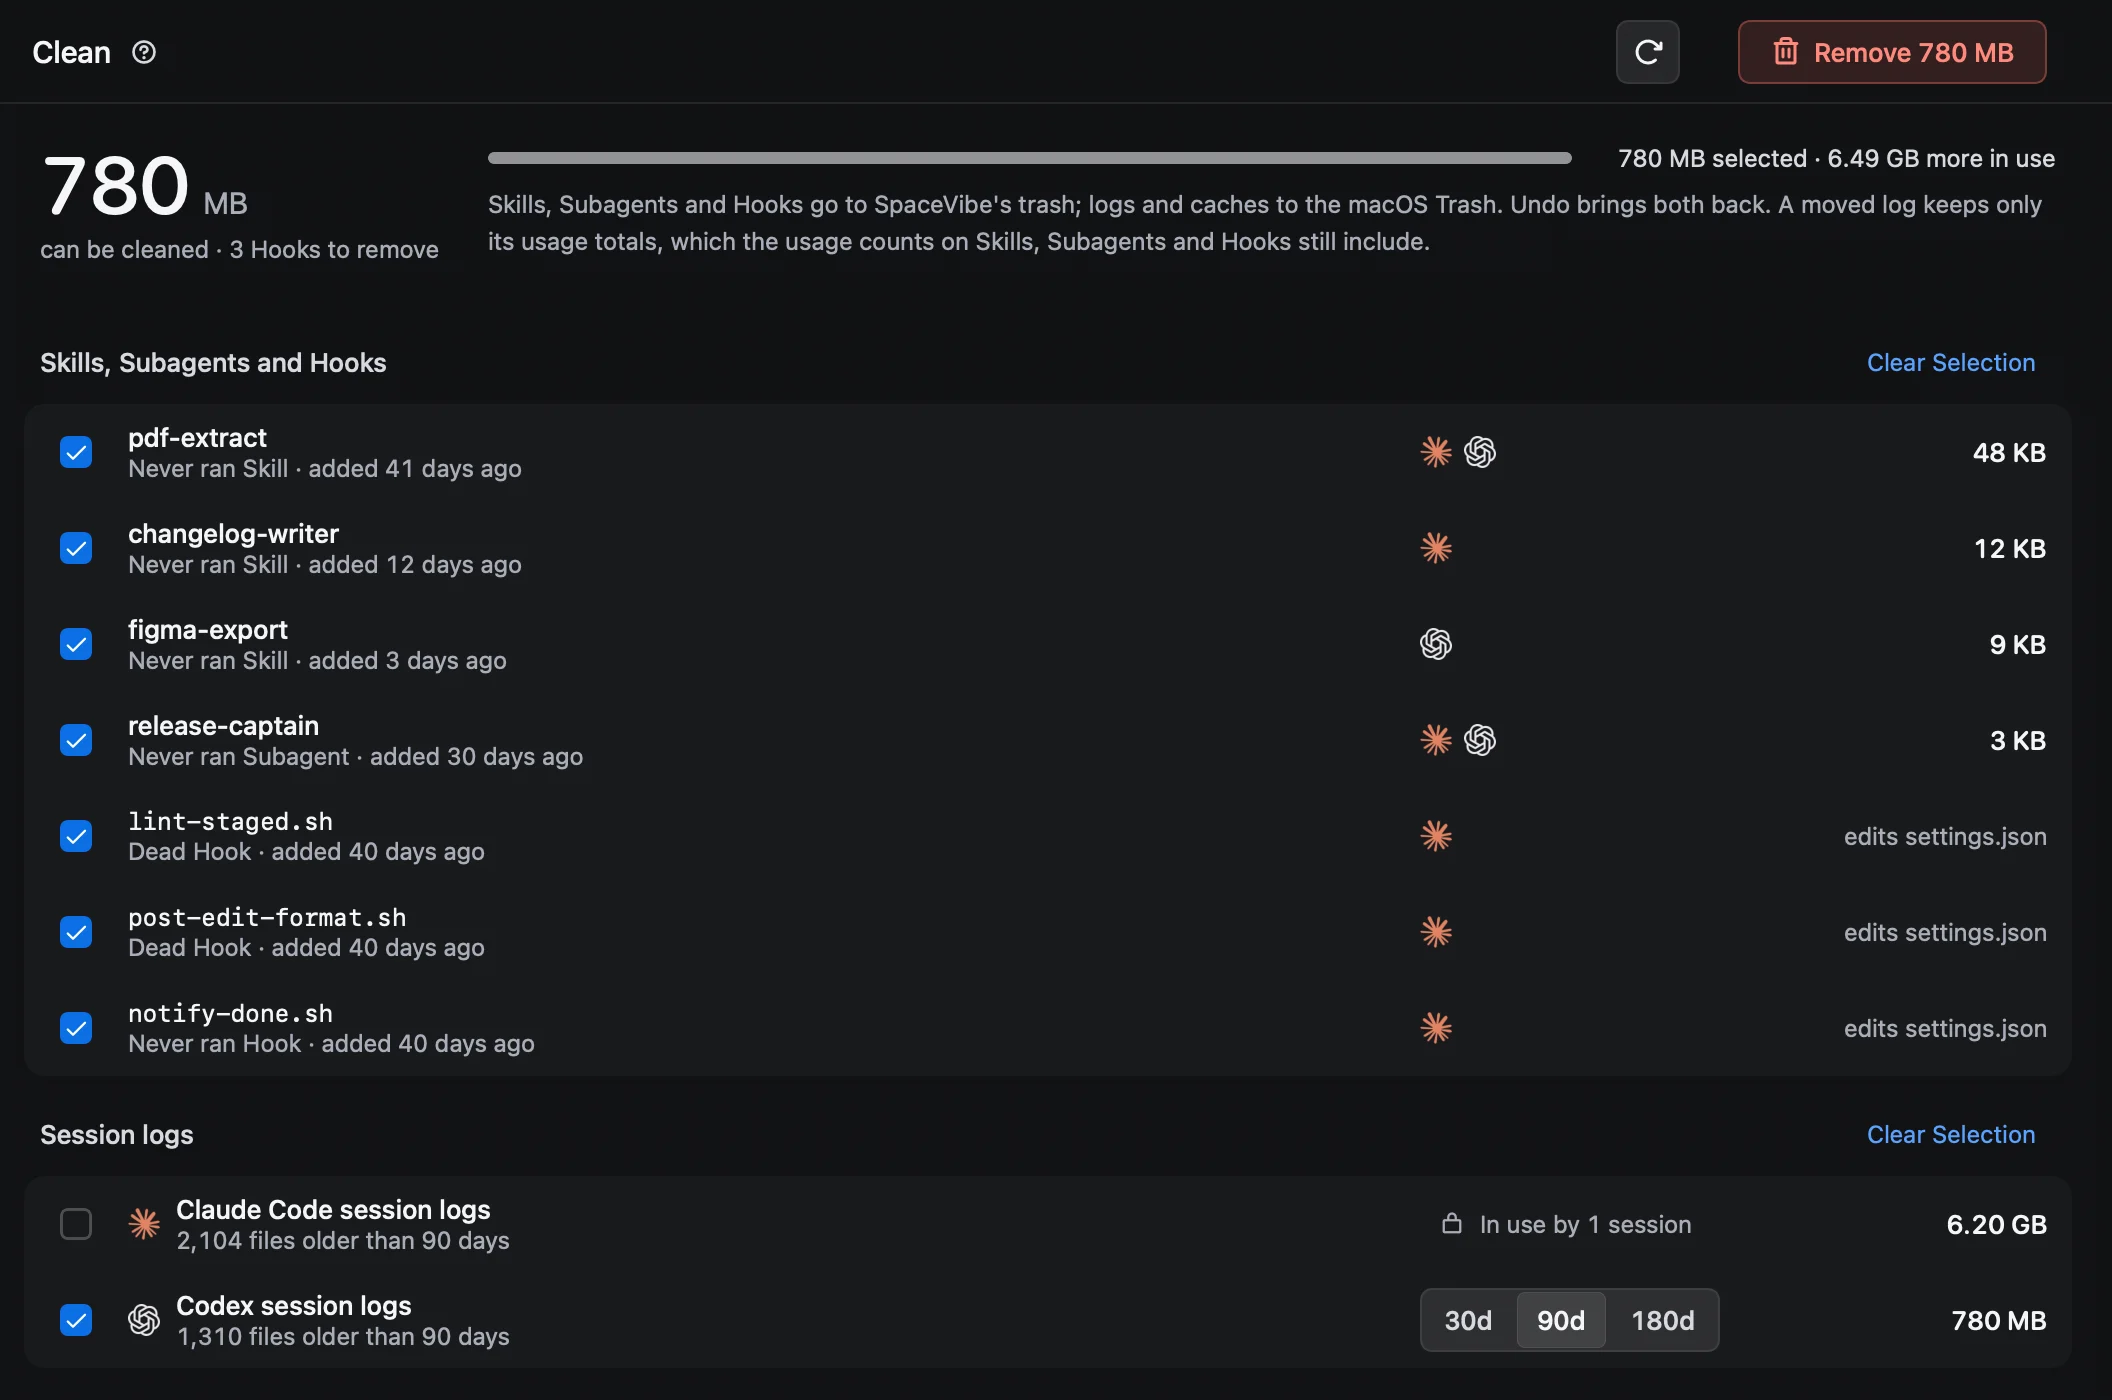 Clean
Remove 780 MB
780 MB
can be cleaned · 3 Hooks to remove
780 MB selected · 6.49 GB more in use
Skills, Subagents and Hooks go to SpaceVibe's trash; logs and caches to the macOS Trash. Undo brings both back. A moved log keeps only
its usage totals, which the usage counts on Skills, Subagents and Hooks still include.
Skills, Subagents and Hooks
Clear Selection
pdf-extract
Never ran Skill · added 41 days ago
48 KB
changelog-writer
Never ran Skill · added 12 days ago
12 KB
figma-export
Never ran Skill · added 3 days ago
9 KB
release-captain
Never ran Subagent · added 30 days ago
3 KB
lint-staged.sh
Dead Hook · added 40 days ago
edits settings.json
post-edit-format.sh
Dead Hook · added 40 days ago
edits settings.json
notify-done.sh
Never ran Hook · added 40 days ago
edits settings.json
Session logs
Clear Selection
Claude Code session logs
2,104 files older than 90 days
In use by 1 session
6.20 GB
Codex session logs
1,310 files older than 90 days
30d 90d 180d
780 MB